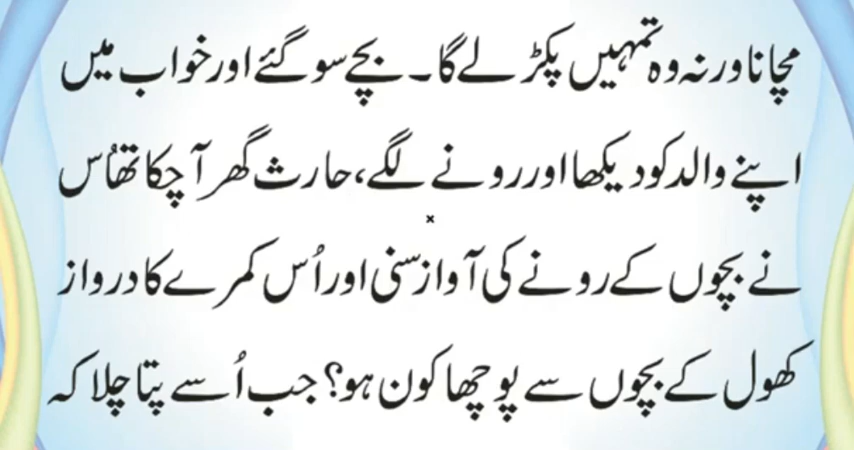 مچانا ورنہ وہ تمہیں پکڑ لے گا۔ بچے سو گئے اور خواب میں
اپنے والد کو دیکھا اور رونے لگے، حارث گھر آ چکا تھا اُس
نے بچوں کے رونے کی آواز سنی اور اُس کمرے کا درواز
کھول کے بچوں سے پوچھا کون ہو؟ جب اُسے پتا چلا کہ